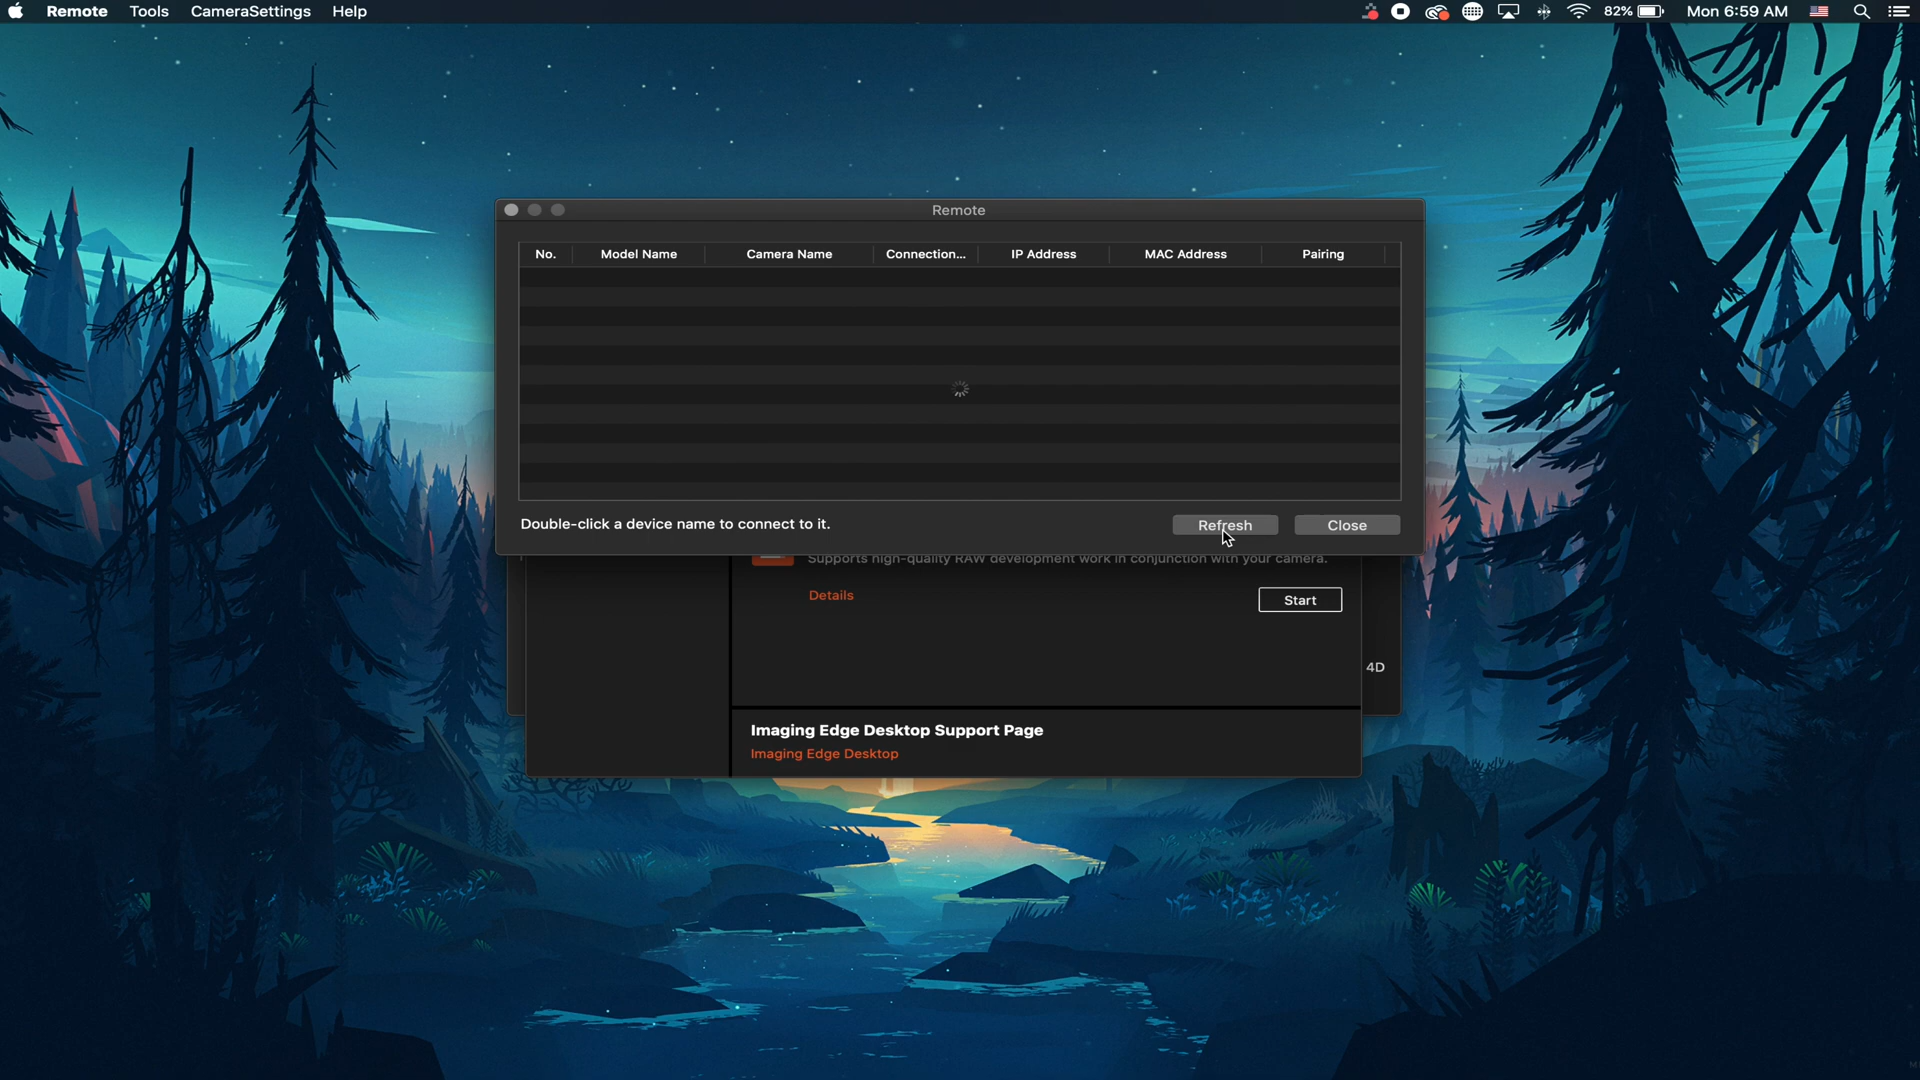 Remote Tools CameraSettings Help 82% Mon 6:59 AM
Remote
No. Model Name Camera Name Connection... IP Address MAC Address Pairing
Double-click a device name to connect to it. Refresh Close
Supports high-quality RAW development work in conjunction with your camera.
Details Start
4D
Imaging Edge Desktop Support Page
Imaging Edge Desktop